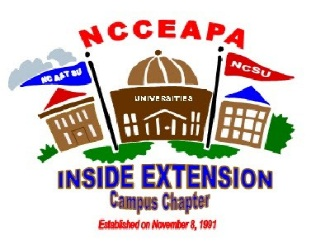 NCCEAPA
NC A&T SU
NCSU
UNIVERSITIES
INSIDE EXTENSION
Campus Chapter
Established on November 8, 1991